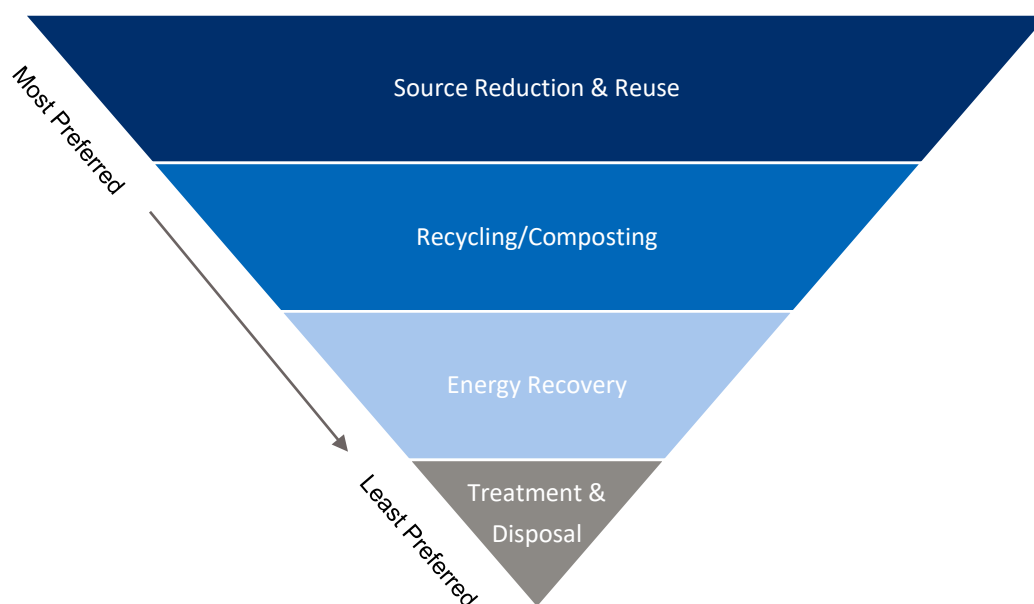 Source Reduction & Reuse
Most Preferred
Recycling/Composting
Energy Recovery
Treatment &
Disposal
Least Preferred